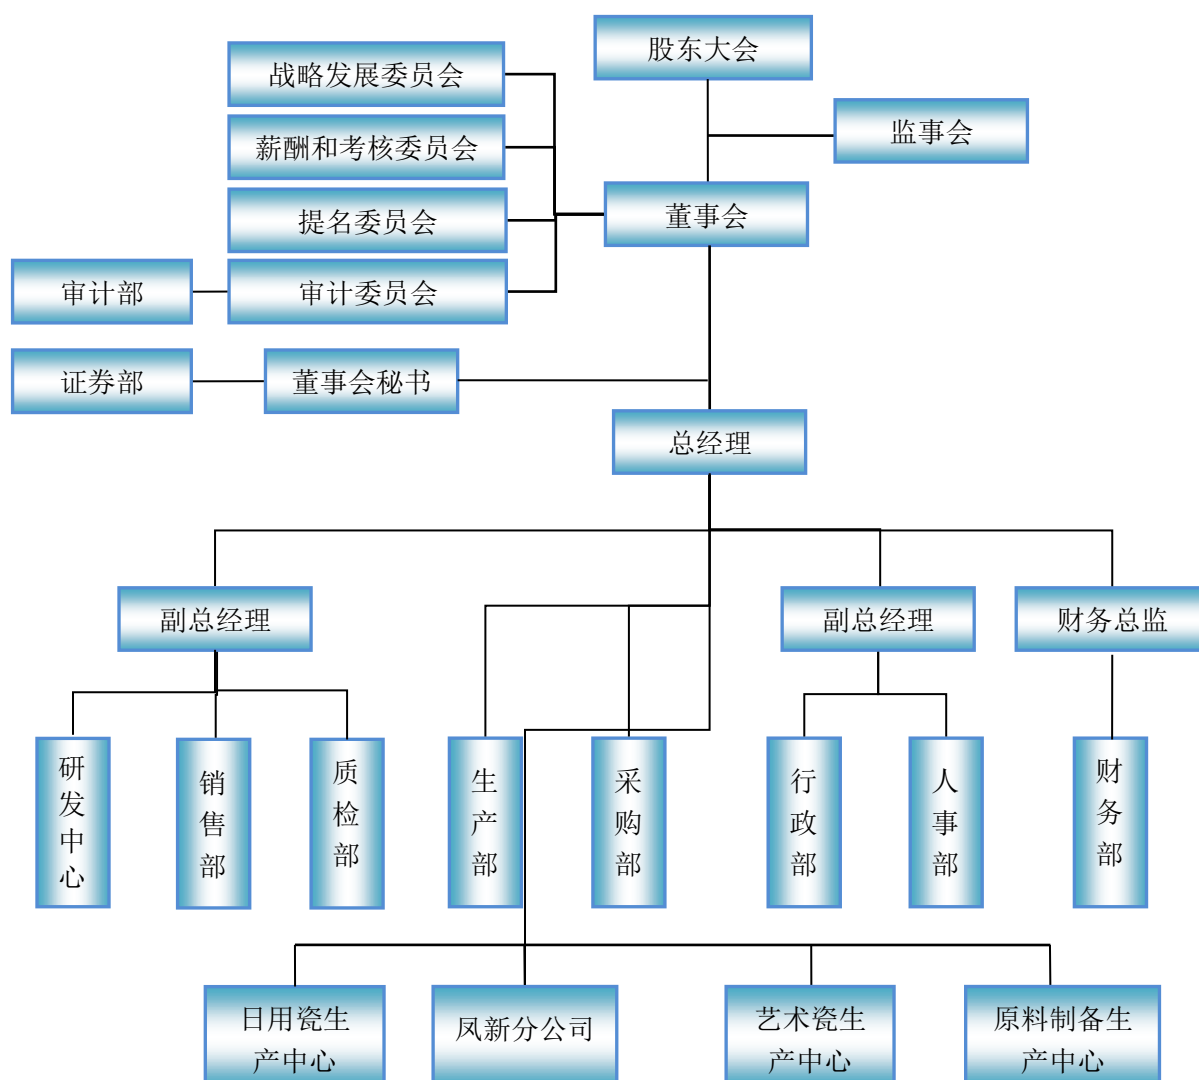 股东大会
战略发展委员会
监事会
薪酬和考核委员会
董事会
提名委员会
审计部
审计委员会
证券部
董事会秘书
总经理
副总经理
副总经理
财务总监
研发中心
销售部
质检部
生产部
采购部
行政部
人事部
财务部
日用瓷生
产中心
凤新分公司
艺术瓷生
产中心
原料制备生
产中心